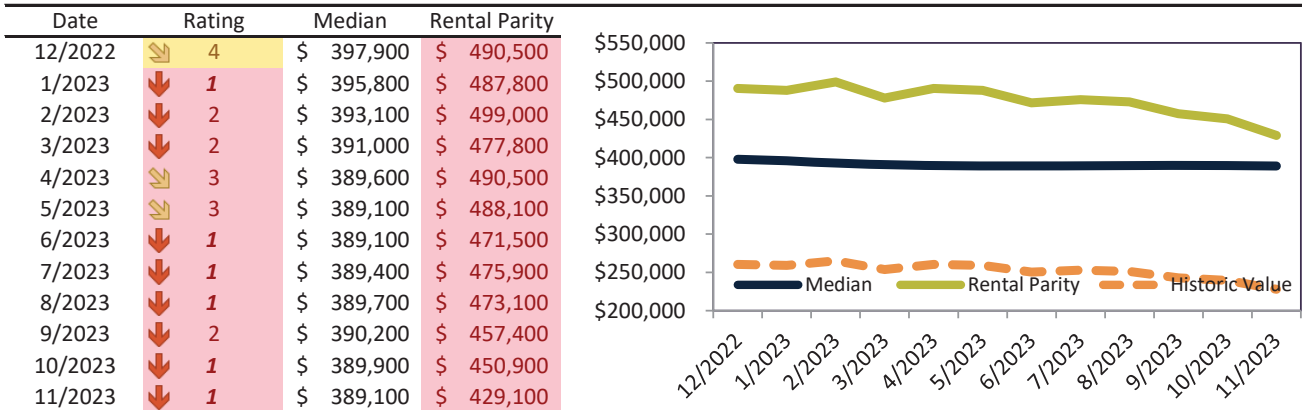 Date Rating Median Rental Parity
12/2022 4 $ 397,900 $ 490,500
1/2023 1 $ 395,800 $ 487,800
2/2023 2 $ 393,100 $ 499,000
3/2023 2 $ 391,000 $ 477,800
4/2023 3 $ 389,600 $ 490,500
5/2023 3 $ 389,100 $ 488,100
6/2023 1 $ 389,100 $ 471,500
7/2023 1 $ 389,400 $ 475,900
8/2023 1 $ 389,700 $ 473,100
9/2023 2 $ 390,200 $ 457,400
10/2023 1 $ 389,900 $ 450,900
11/2023 1 $ 389,100 $ 429,100
$550,000
$500,000
$450,000
$400,000
$350,000
$300,000
$250,000
$200,000
Median Rental Parity Historic Value
12/2022 1/2023 2/2023 3/2023 4/2023 5/2023 6/2023 7/2023 8/2023 9/2023 10/2023 11/2023